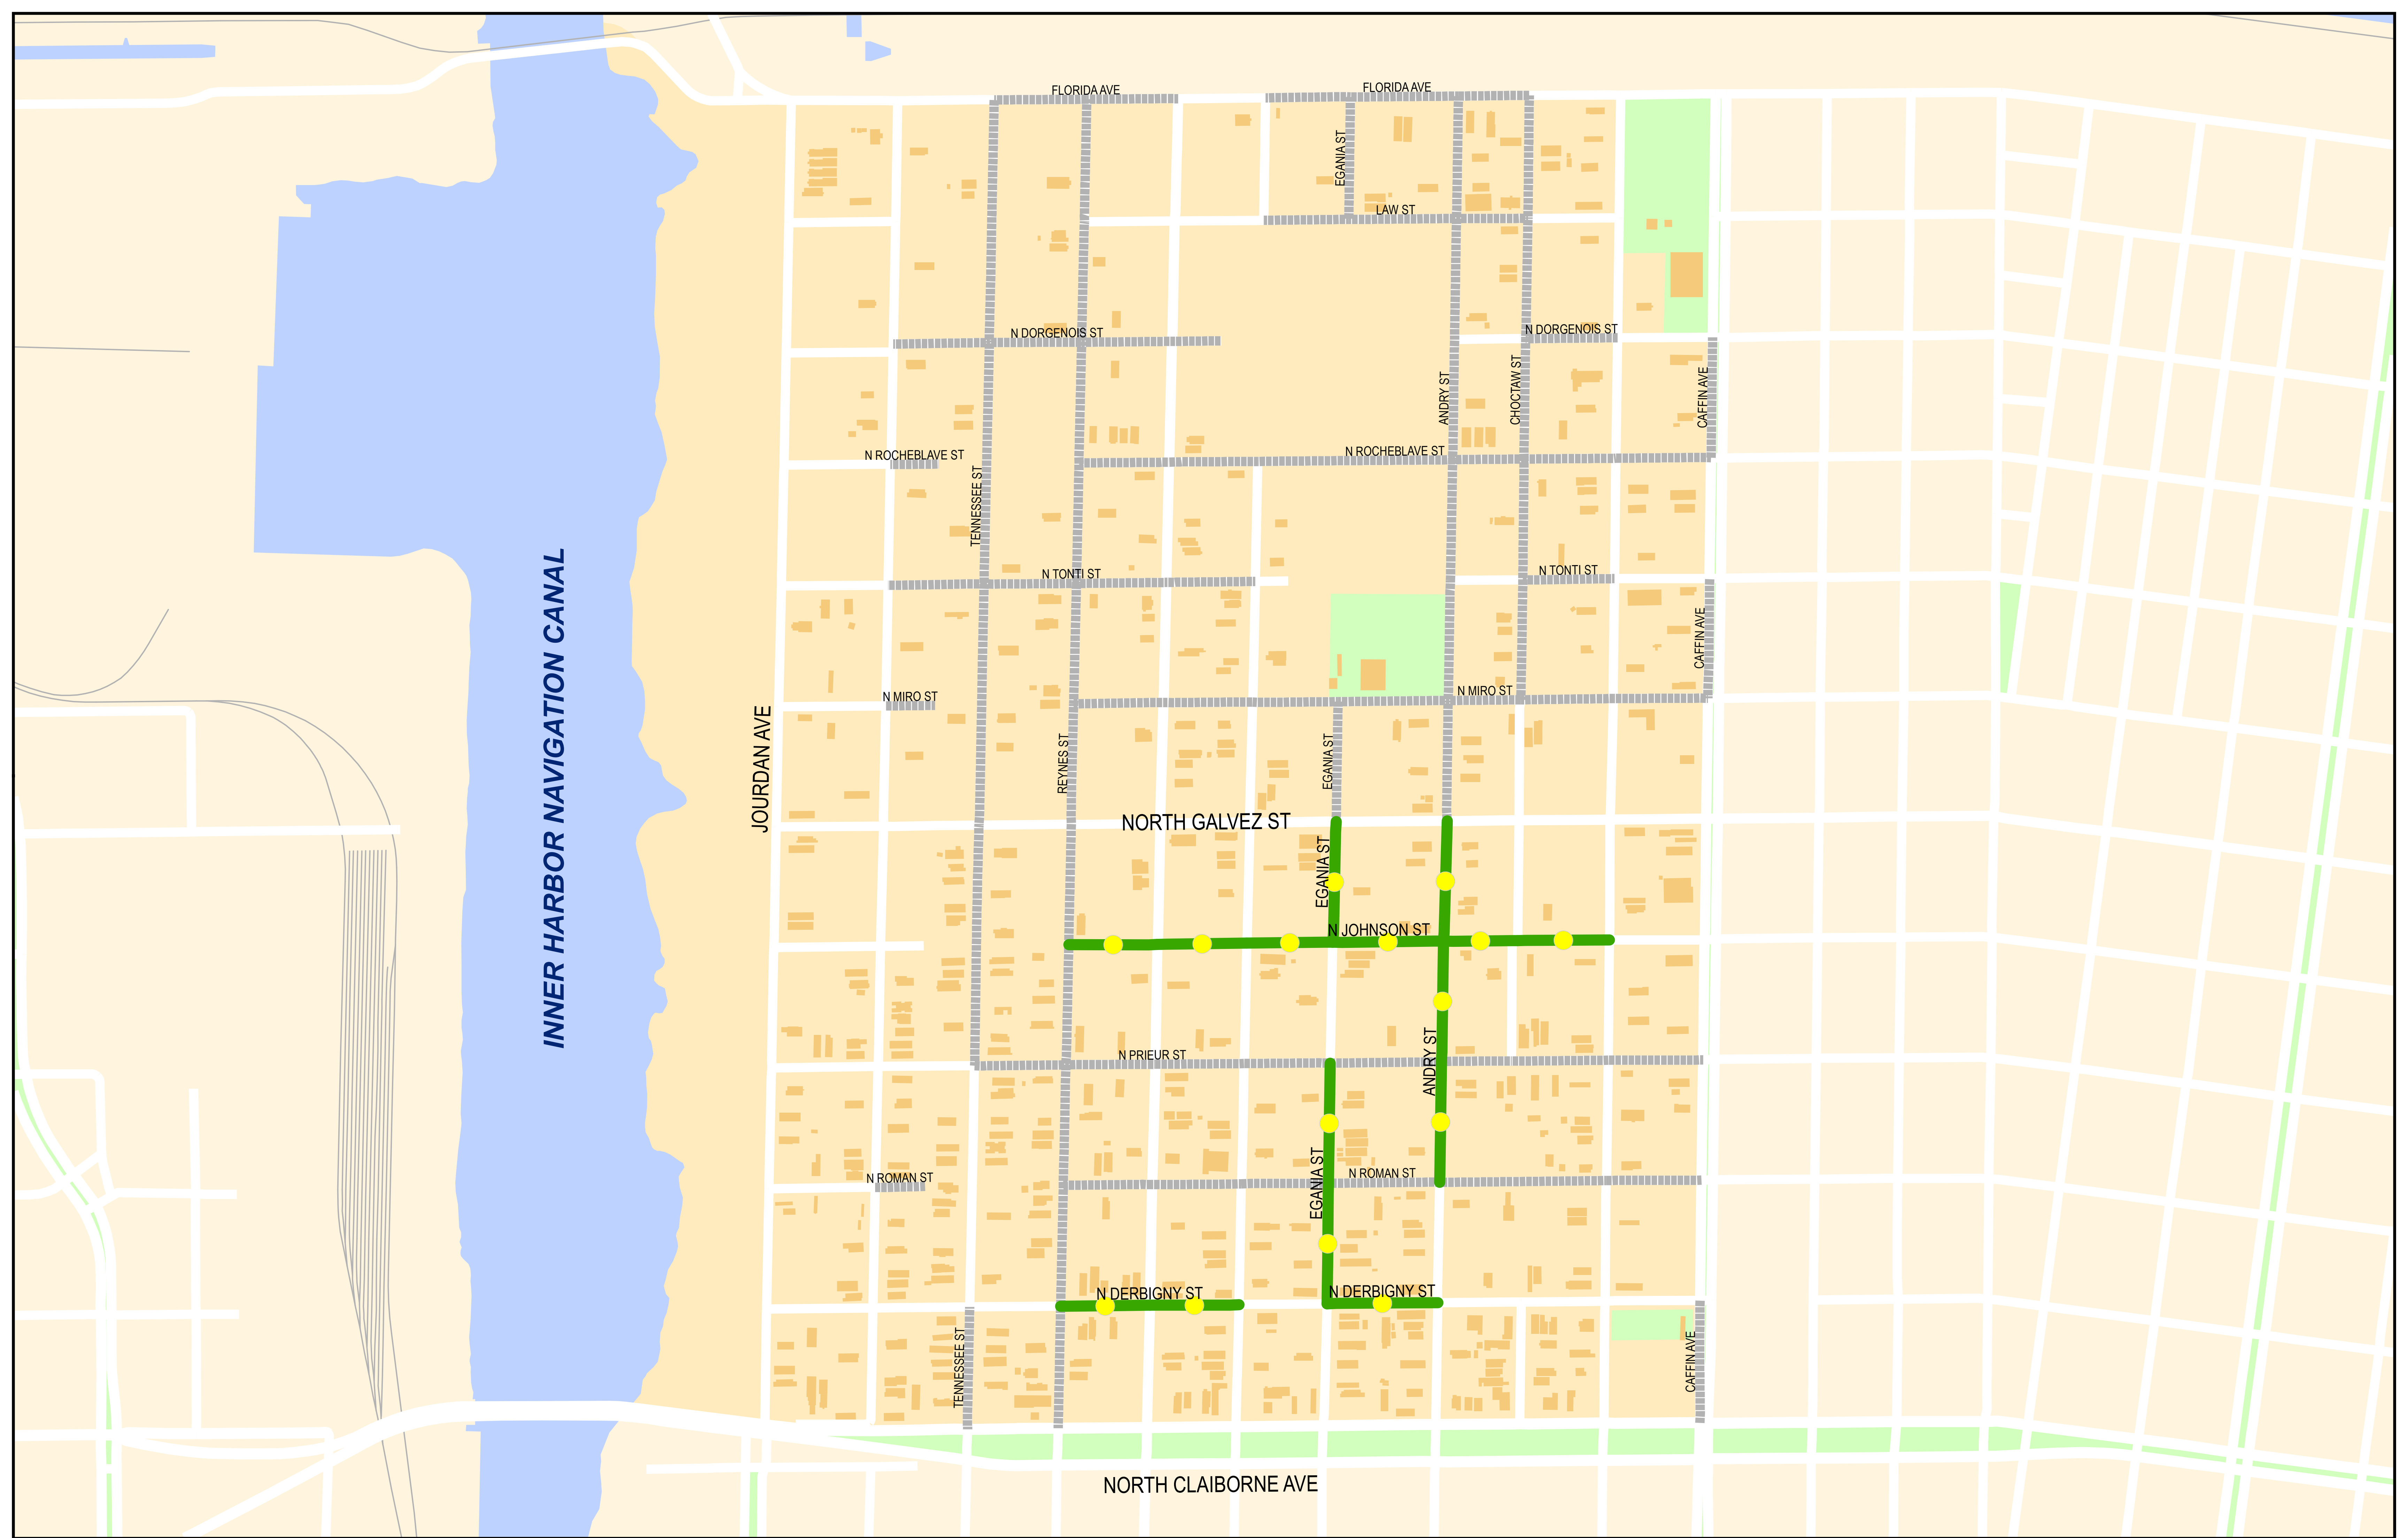 FLORIDA AVE
FLORIDA AVE
EGANIA ST
LAW ST
N DORGENOIS ST
N DORGENOIS ST
ANDRY ST
CHOCTAW ST
CAFFIN AVE
N ROCHEBLAVE ST
N ROCHEBLAVE ST
TENNESSEE ST
N TONTI ST
N TONTI ST
INNER HARBOR NAVIGATION CANAL
CAFFIN AVE
N MIRO ST
N MIRO ST
JOURDAN AVE
REYNES ST
EGANIA ST
NORTH GALVEZ ST
EGANIA ST
N JOHNSON ST
ANDRY ST
N PRIEUR ST
EGANIA ST
N ROMAN ST
N ROMAN ST
N DERBIGNY ST
N DERBIGNY ST
TENNESSEE ST
CAFFIN AVE
NORTH CLAIBORNE AVE